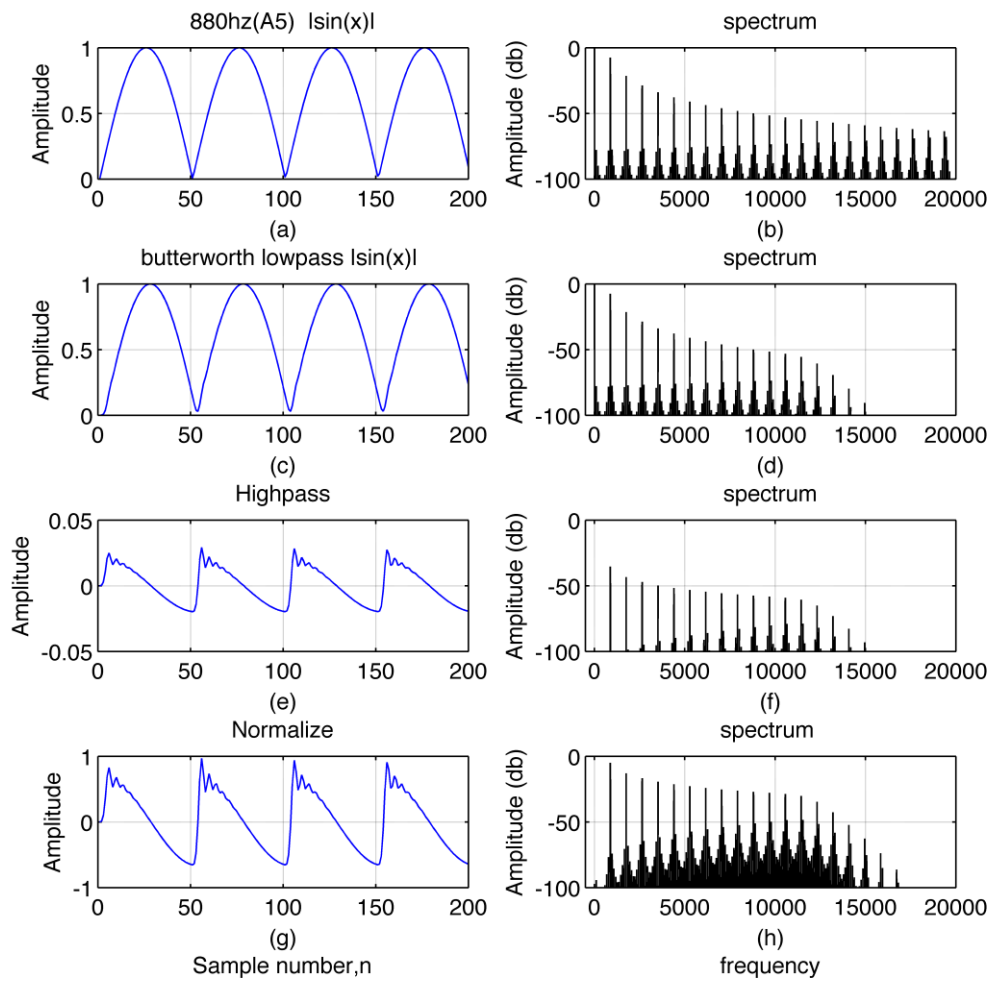 880hz(A5) |sin(x)|
spectrum
1
0.5
0
Amplitude
0 50 100 150 200
(a)
0
-50
-100
Amplitude (db)
0 5000 10000 15000 20000
(b)
butterworth lowpass |sin(x)|
spectrum
1
0.5
0
Amplitude
0 50 100 150 200
(c)
0
-50
-100
Amplitude (db)
0 5000 10000 15000 20000
(d)
Highpass
spectrum
0.05
0
-0.05
Amplitude
0 50 100 150 200
(e)
0
-50
-100
Amplitude (db)
0 5000 10000 15000 20000
(f)
Normalize
spectrum
1
0
-1
Amplitude
0 50 100 150 200
(g)
Sample number,n
0
-50
-100
Amplitude (db)
0 5000 10000 15000 20000
(h)
frequency